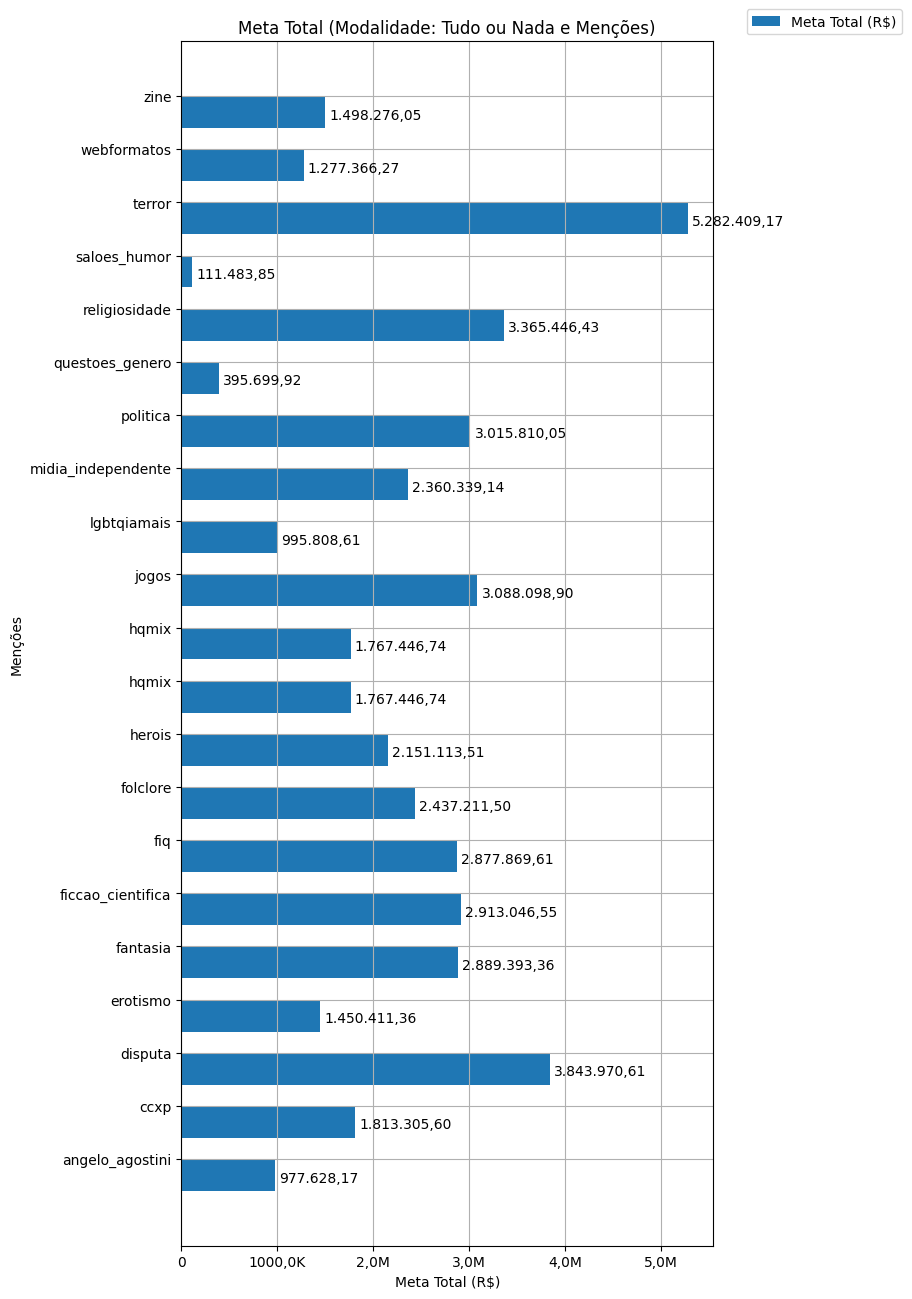 Meta Total (Modalidade: Tudo ou Nada e Menções)
Meta Total (R$)
Menções
zine 1.498.276,05
webformatos 1.277.366,27
terror 5.282.409,17
saloes_humor 111.483,85
religiosidade 3.365.446,43
questoes_genero 395.699,92
politica 3.015.810,05
midia_independente 2.360.339,14
lgbtqiamais 995.808,61
jogos 3.088.098,90
hqmix 1.767.446,74
hqmix 1.767.446,74
herois 2.151.113,51
folclore 2.437.211,50
fiq 2.877.869,61
ficcao_cientifica 2.913.046,55
fantasia 2.889.393,36
erotismo 1.450.411,36
disputa 3.843.970,61
ccxp 1.813.305,60
angelo_agostini 977.628,17
0 1000,0K 2,0M 3,0M 4,0M 5,0M
Meta Total (R$)